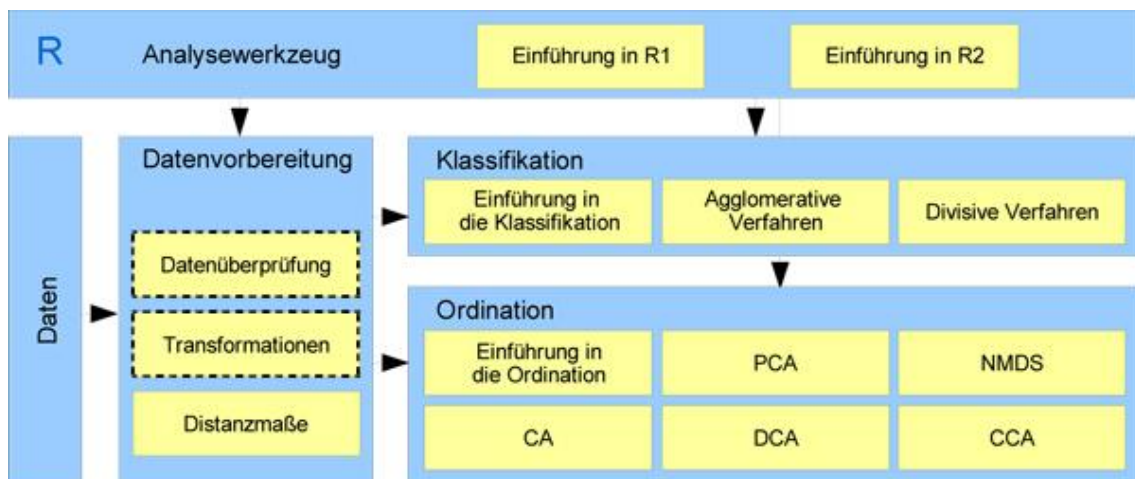 R
Analysewerkzeug
Einführung in R1
Einführung in R2
Daten
Datenvorbereitung
Datenüberprüfung
Transformationen
Distanzmaße
Klassifikation
Einführung in
die Klassifikation
Agglomerative
Verfahren
Divisive Verfahren
Ordination
Einführung in
die Ordination
PCA
NMDS
CA
DCA
CCA